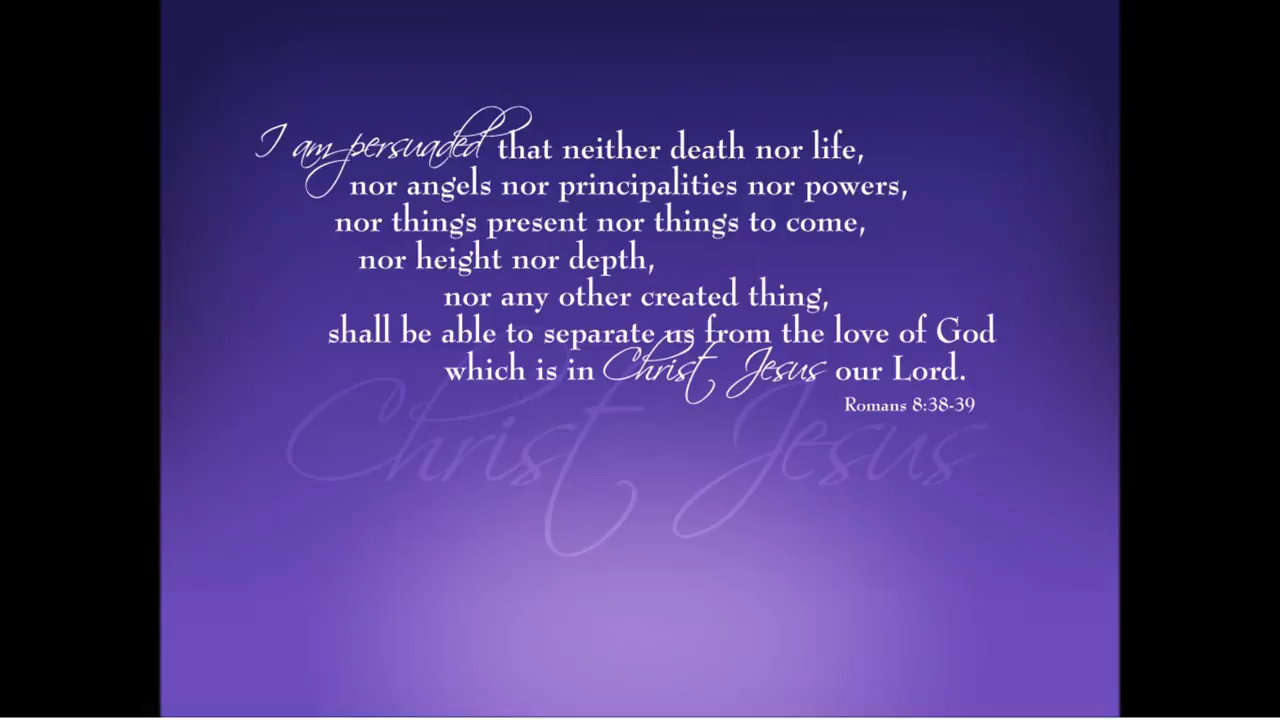 I am persuaded that neither death nor life,
nor angels nor principalities nor powers,
nor things present nor things to come,
nor height nor depth,
nor any other created thing,
shall be able to separate us from the love of God
which is in Christ Jesus our Lord.
Romans 8:38-39
Christ Jesus